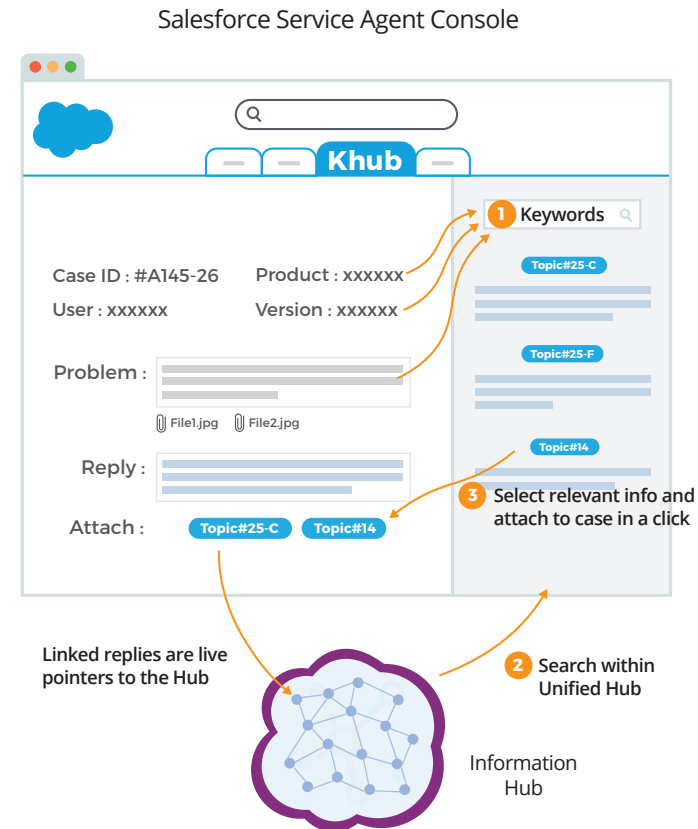 Salesforce Service Agent Console
Khub
1 Keywords
Case ID : #A145-26
Product : xxxxxx
User : xxxxxx
Version : xxxxxx
Topic#25-C
Topic#25-F
Problem :
File1.jpg
File2.jpg
Topic#14
Reply :
3 Select relevant info and
attach to case in a click
Attach :
Topic#25-C
Topic#14
Linked replies are live
pointers to the Hub
2 Search within
Unified Hub
Information
Hub